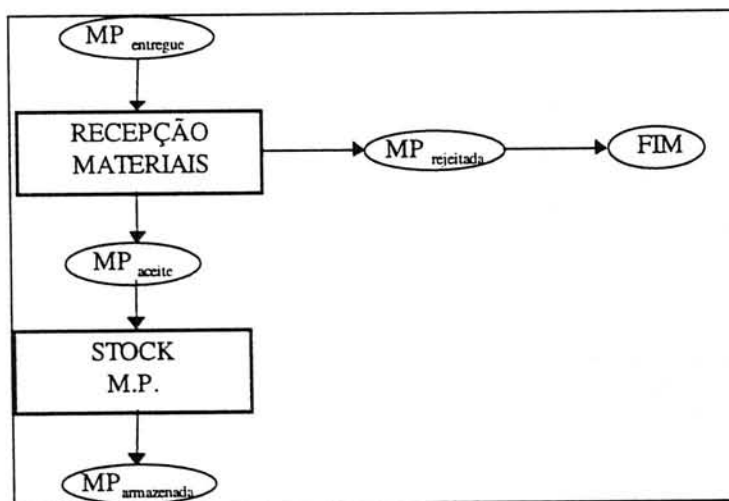 MP entregue
RECEPÇÃO
MATERIAIS
MP rejeitada
FIM
MP aceite
STOCK
M.P.
MP armazenada